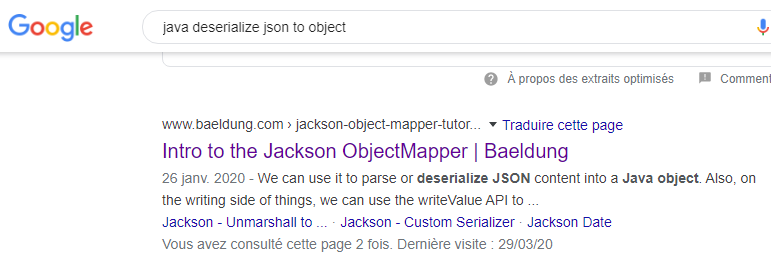 Google java deserialize json to object
À propos des extraits optimisés Comment
www.baeldung.com › jackson-object-mapper-tutor... Traduire cette page
Intro to the Jackson ObjectMapper | Baeldung
26 janv. 2020 - We can use it to parse or deserialize JSON content into a Java object. Also, on
the writing side of things, we can use the writeValue API to ...
Jackson - Unmarshall to ... · Jackson - Custom Serializer · Jackson Date
Vous avez consulté cette page 2 fois. Dernière visite : 29/03/20